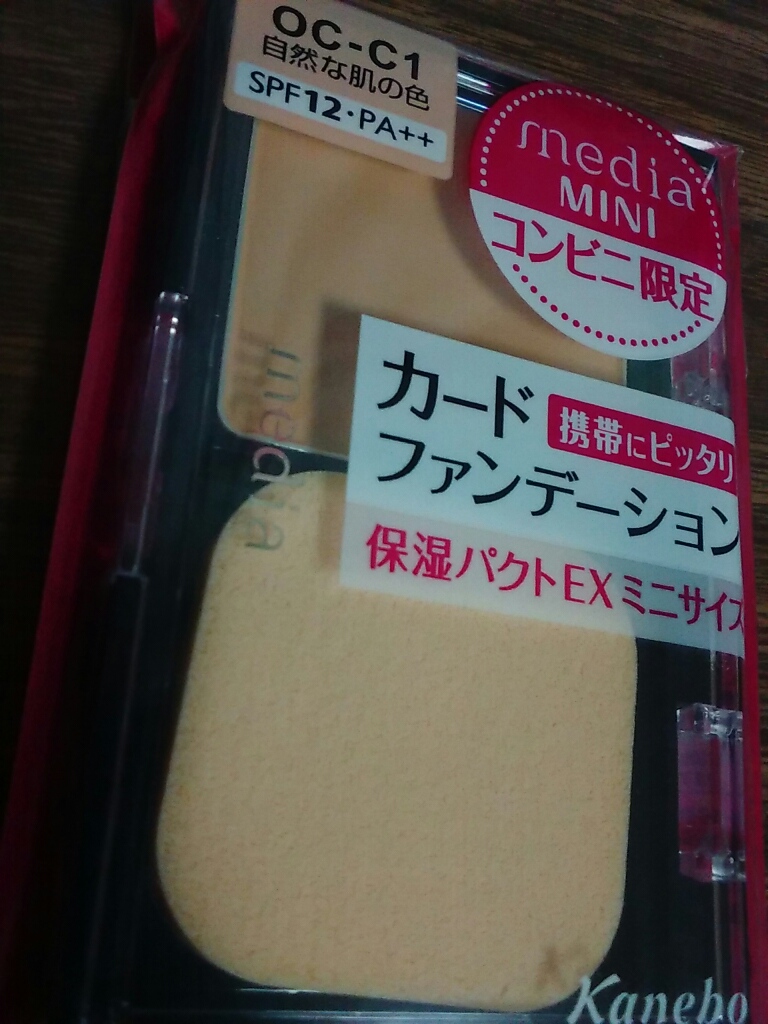 OC-C1
自然な肌の色
SPF12・PA++
media
MINI
コンビニ限定
カード
携帯にピッタリ
ファンデーション
保湿パクトEXミニサイズ
media
Kanebo